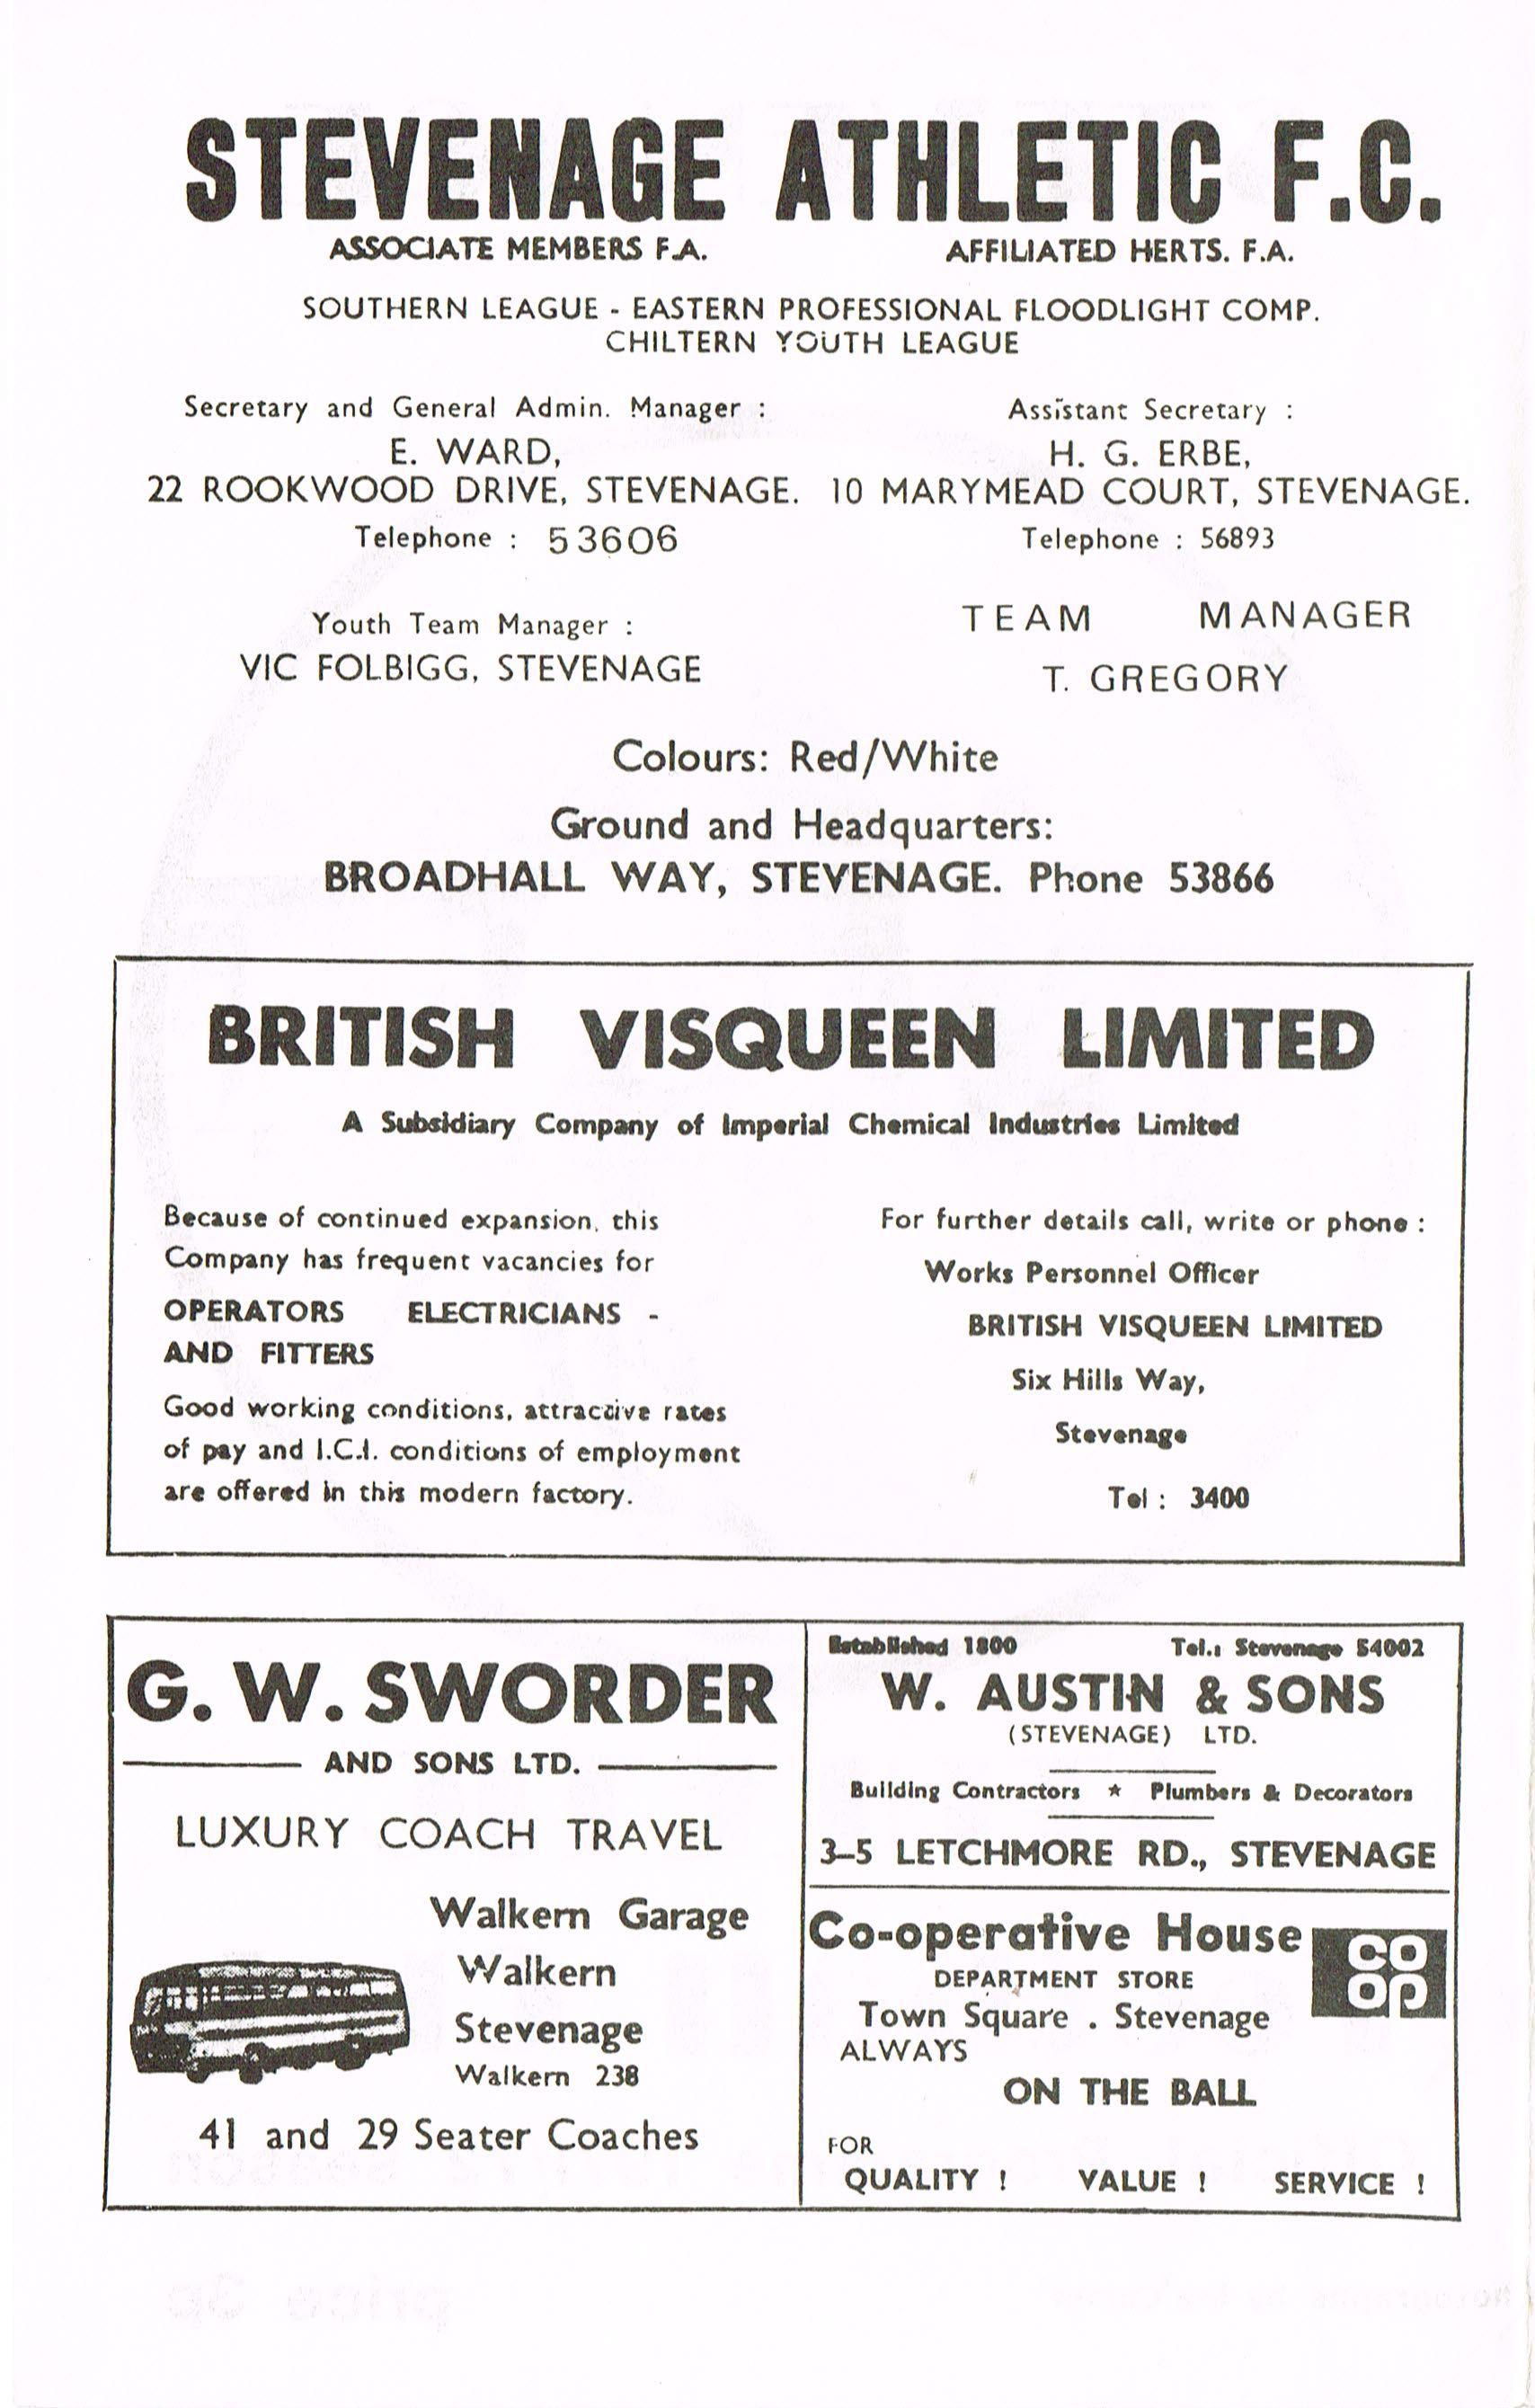 STEVENAGE ATHLETIC F.C.
ASSOCIATE MEMBERS F.A. AFFILIATED HERTS. F.A.
SOUTHERN LEAGUE - EASTERN PROFESSIONAL FLOODLIGHT COMP.
CHILTERN YOUTH LEAGUE
Secretary and General Admin. Manager :
E. WARD,
22 ROOKWOOD DRIVE, STEVENAGE.
Telephone : 53606
Assistant Secretary :
H. G. ERBE,
10 MARYMEAD COURT, STEVENAGE.
Telephone : 56893
Youth Team Manager :
VIC FOLBIGG, STEVENAGE
TEAM MANAGER
T. GREGORY
Colours: Red/White
Ground and Headquarters:
BROADHALL WAY, STEVENAGE. Phone 53866
BRITISH VISQUEEN LIMITED
A Subsidiary Company of Imperial Chemical Industries Limited
Because of continued expansion, this
Company has frequent vacancies for
OPERATORS ELECTRICIANS -
AND FITTERS
Good working conditions, attractive rates
of pay and I.C.I. conditions of employment
are offered in this modern factory.
For further details call, write or phone :
Works Personnel Officer
BRITISH VISQUEEN LIMITED
Six Hills Way,
Stevenage
Tel : 3400
G. W. SWORDER
AND SONS LTD.
LUXURY COACH TRAVEL
Walkern Garage
Walkern
Stevenage
Walkern 238
41 and 29 Seater Coaches
Established 1800 Tel.: Stevenage 54002
W. AUSTIN & SONS
(STEVENAGE) LTD.
Building Contractors ★ Plumbers & Decorators
3–5 LETCHMORE RD., STEVENAGE
Co-operative House
CO
OP
DEPARTMENT STORE
Town Square . Stevenage
ALWAYS
ON THE BALL
FOR
QUALITY ! VALUE ! SERVICE !